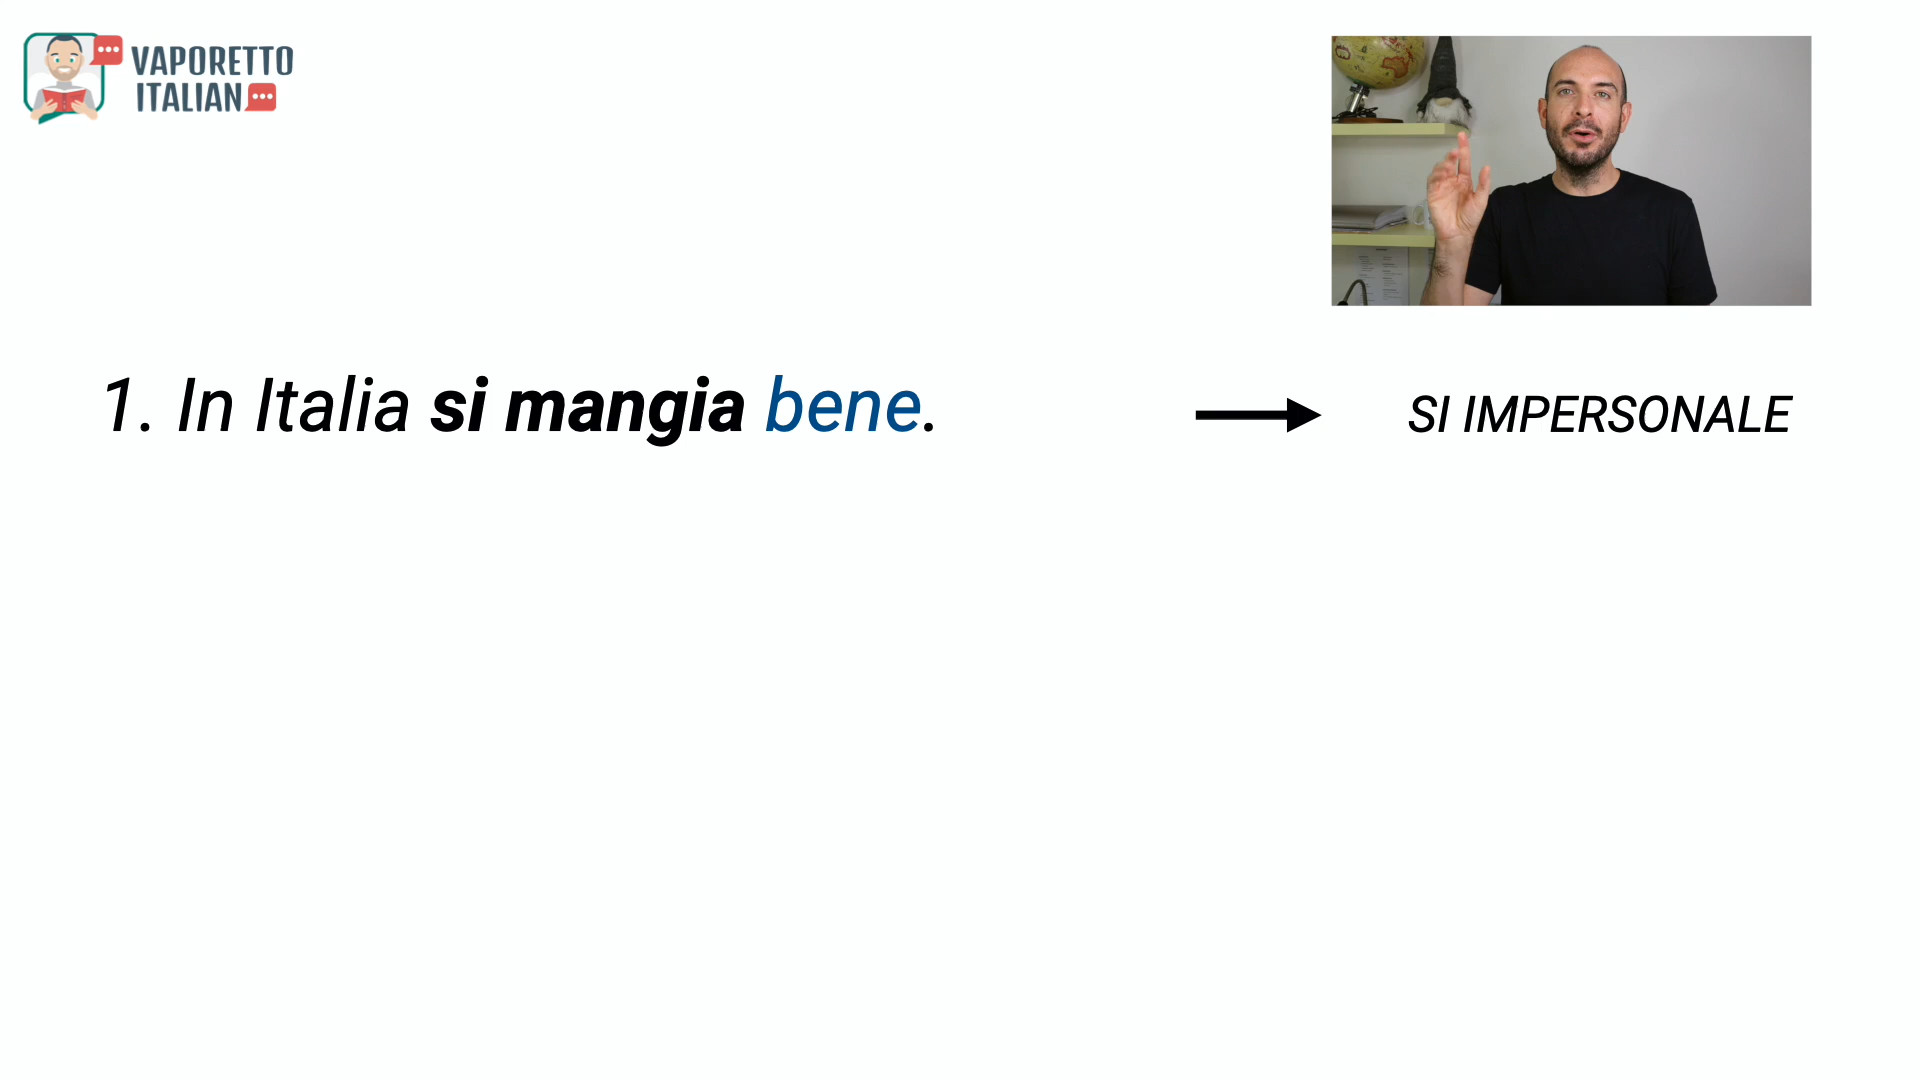 VAPORETTO
ITALIAN
1. In Italia si mangia bene.
SI IMPERSONALE